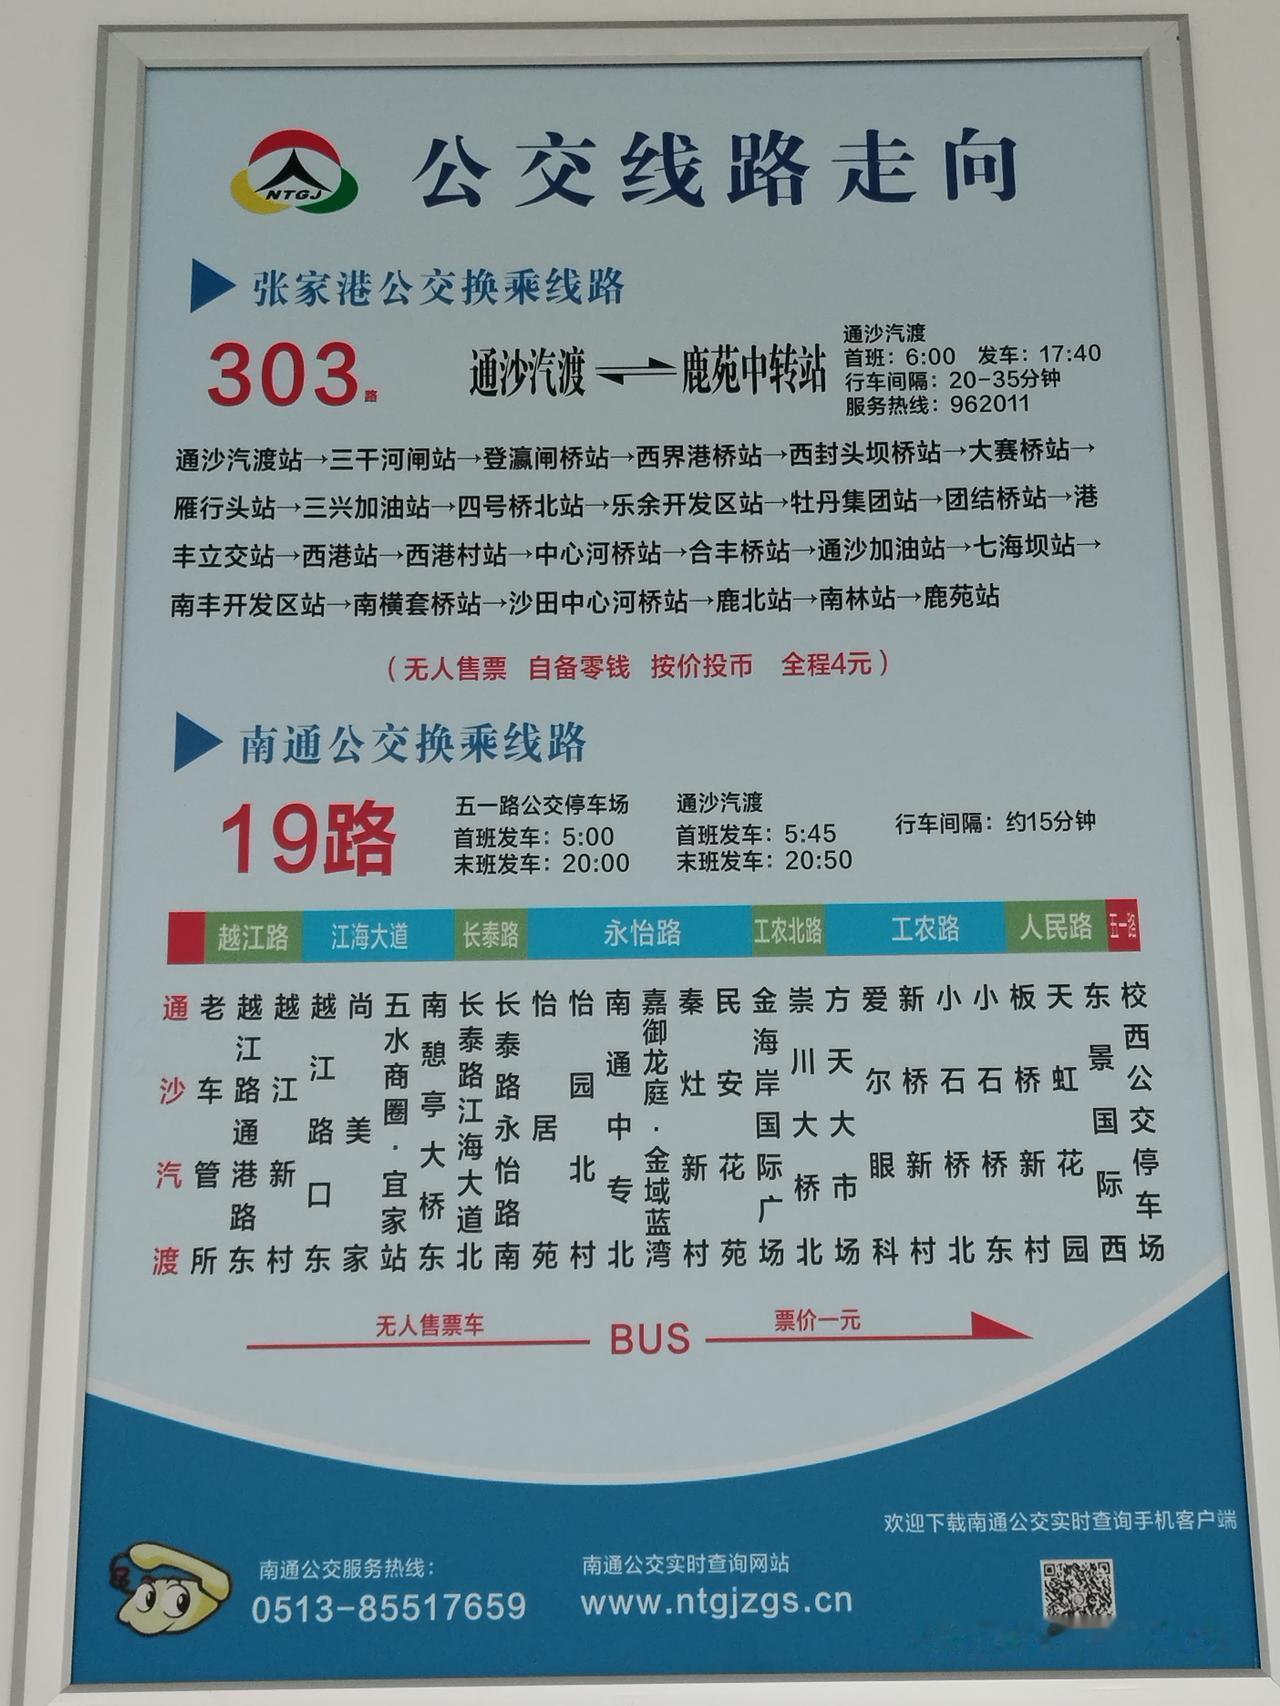 NTGJ
公交线路走向
张家港公交换乘线路
303路
通沙汽渡 鹿苑中转站
通沙汽渡
首班：6:00 发车：17:40
行车间隔：20-35分钟
服务热线：962011
通沙汽渡站→三干河闸站→登瀛闸桥站→西界港桥站→西封头坝桥站→大赛桥站→
雁行头站→三兴加油站→四号桥北站→乐余开发区站→牡丹集团站→团结桥站→港
丰立交站→西港站→西港村站→中心河桥站→合丰桥站→通沙加油站→七海坝站→
南丰开发区站→南横套桥站→沙田中心河桥站→鹿北站→南林站→鹿苑站
（无人售票 自备零钱 按价投币 全程4元）
南通公交换乘线路
19路
五一路公交停车场
首班发车：5:00
末班发车：20:00
通沙汽渡
首班发车：5:45
末班发车：20:50
行车间隔：约15分钟
越江路 江海大道 长泰路 永怡路 工农北路 工农路 人民路 五一路
通沙汽渡
老车管所
越江路通港路东
越江新村
越江路口东
尚美家
五水商圈·宜家站
南憩亭大桥东
长泰路江海大道北
长泰路永怡路南
怡居苑
怡园北村
南通中专北
嘉御龙庭·金域蓝湾
秦灶新村
民安花苑
金海岸国际广场
崇川大桥北
方天大市场
爱尔眼科
新桥新村
小石桥北
小石桥东
板桥新村
天虹花园
东景国际西
校西公交停车场
无人售票车 BUS 票价一元
欢迎下载南通公交实时查询手机客户端
南通公交服务热线：
0513-85517659
南通公交实时查询网站
www.ntgjzgs.cn